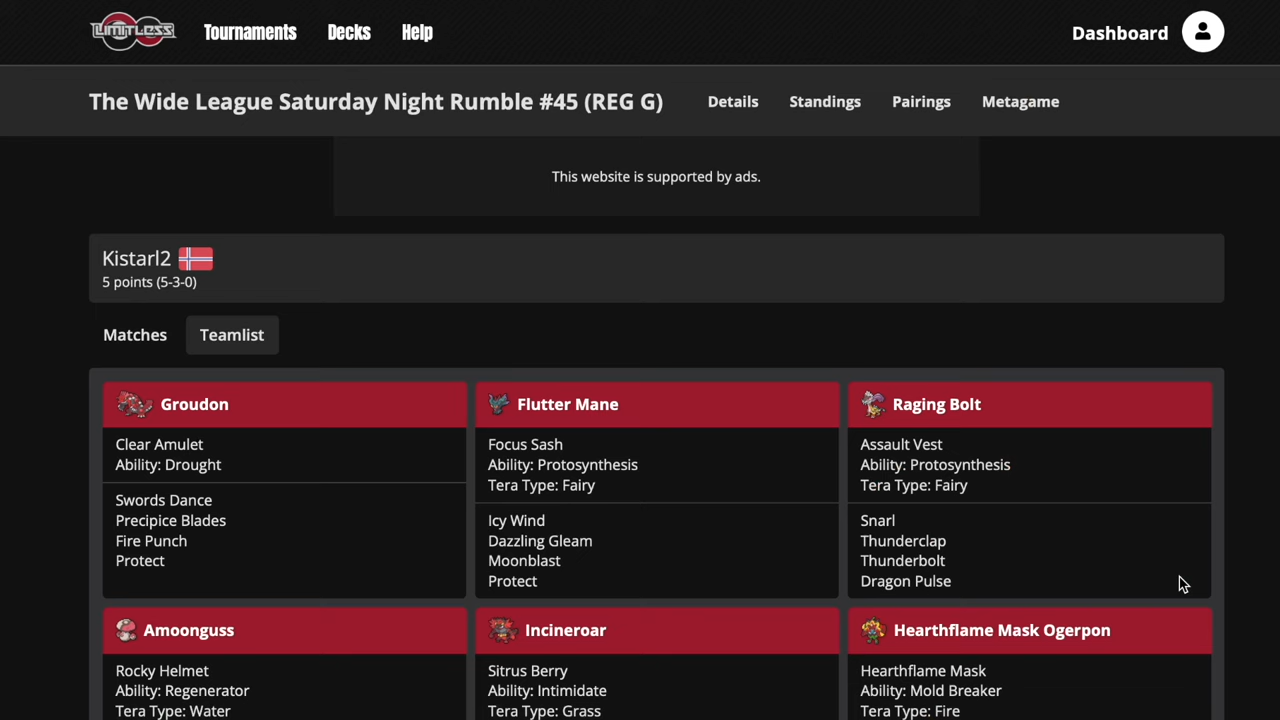 LIMITLESS
Tournaments Decks Help Dashboard
The Wide League Saturday Night Rumble #45 (REG G) Details Standings Pairings Metagame
This website is supported by ads.
Kistarl2
5 points (5-3-0)
Matches Teamlist
Groudon
Clear Amulet
Ability: Drought
Swords Dance
Precipice Blades
Fire Punch
Protect
Flutter Mane
Focus Sash
Ability: Protosynthesis
Tera Type: Fairy
Icy Wind
Dazzling Gleam
Moonblast
Protect
Raging Bolt
Assault Vest
Ability: Protosynthesis
Tera Type: Fairy
Snarl
Thunderclap
Thunderbolt
Dragon Pulse
Amoonguss
Rocky Helmet
Ability: Regenerator
Tera Type: Water
Incineroar
Sitrus Berry
Ability: Intimidate
Tera Type: Grass
Hearthflame Mask Ogerpon
Hearthflame Mask
Ability: Mold Breaker
Tera Type: Fire